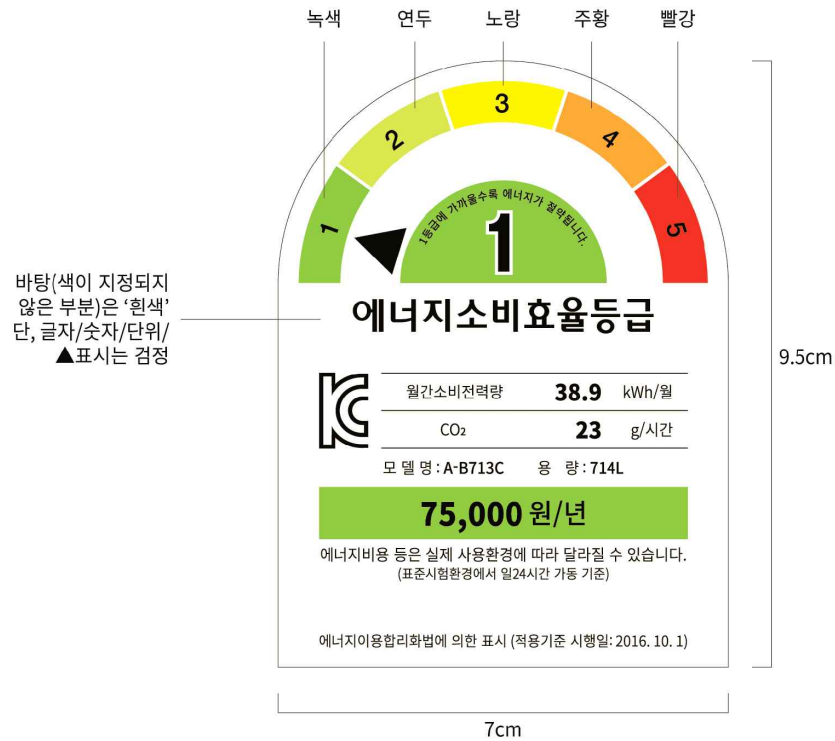 녹색 연두 노랑 주황 빨강
1 2 3 4 5
1등급에 가까울수록 에너지가 절약됩니다.
1
에너지소비효율등급
바탕(색이 지정되지
않은 부분)은 ‘흰색’
단, 글자/숫자/단위/
▲표시는 검정
9.5cm
월간소비전력량 38.9 kWh/월
CO₂ 23 g/시간
모 델 명 : A-B713C 용 량 : 714L
75,000 원/년
에너지비용 등은 실제 사용환경에 따라 달라질 수 있습니다.
(표준시험환경에서 일24시간 가동 기준)
에너지이용합리화법에 의한 표시 (적용기준 시행일: 2016. 10. 1)
7cm